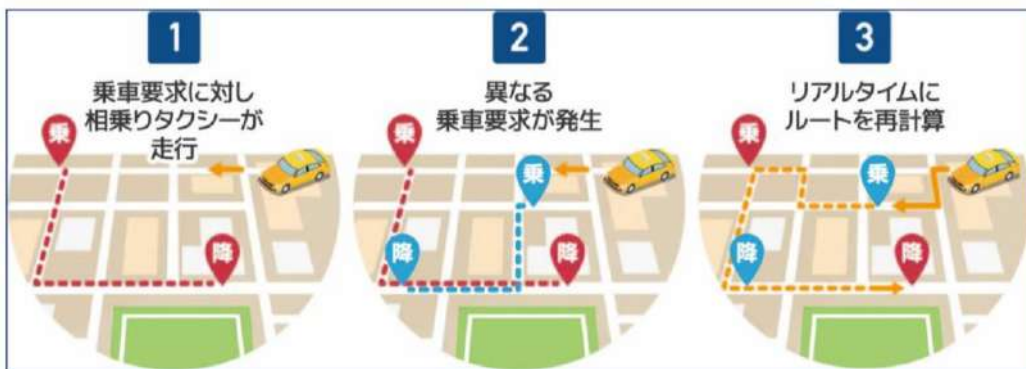 1
乗車要求に対し
相乗りタクシーが
走行
乗
降
2
異なる
乗車要求が発生
乗
乗
降
降
3
リアルタイムに
ルートを再計算
乗
乗
降
降